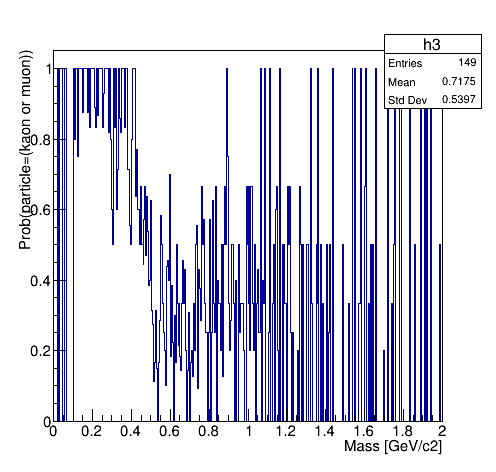 h3
Entries 149
Mean 0.7175
Std Dev 0.5397
Prob(particle=(kaon or muon))
1
0.8
0.6
0.4
0.2
0
0 0.2 0.4 0.6 0.8 1 1.2 1.4 1.6 1.8 2
Mass [GeV/c2]